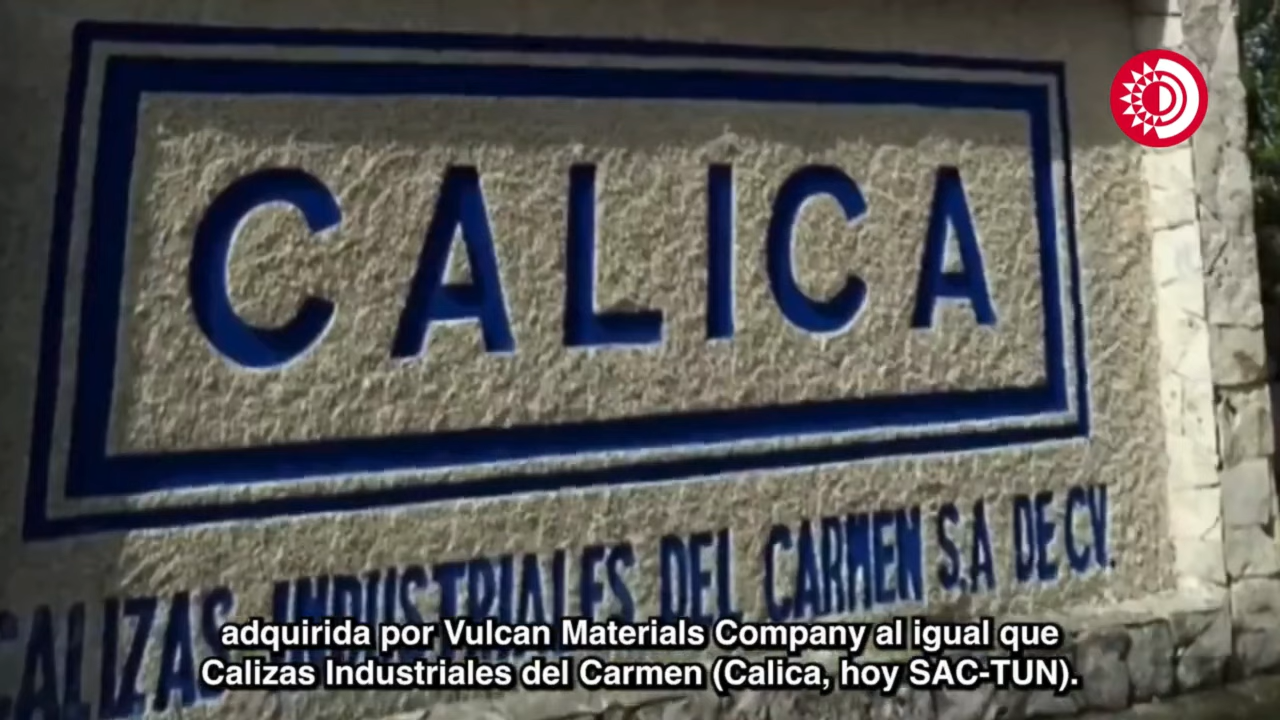 CALICA
CALIZAS INDUSTRIALES DEL CARMEN S.A DE CV.
adquirida por Vulcan Materials Company al igual que
Calizas Industriales del Carmen (Calica, hoy SAC-TUN).